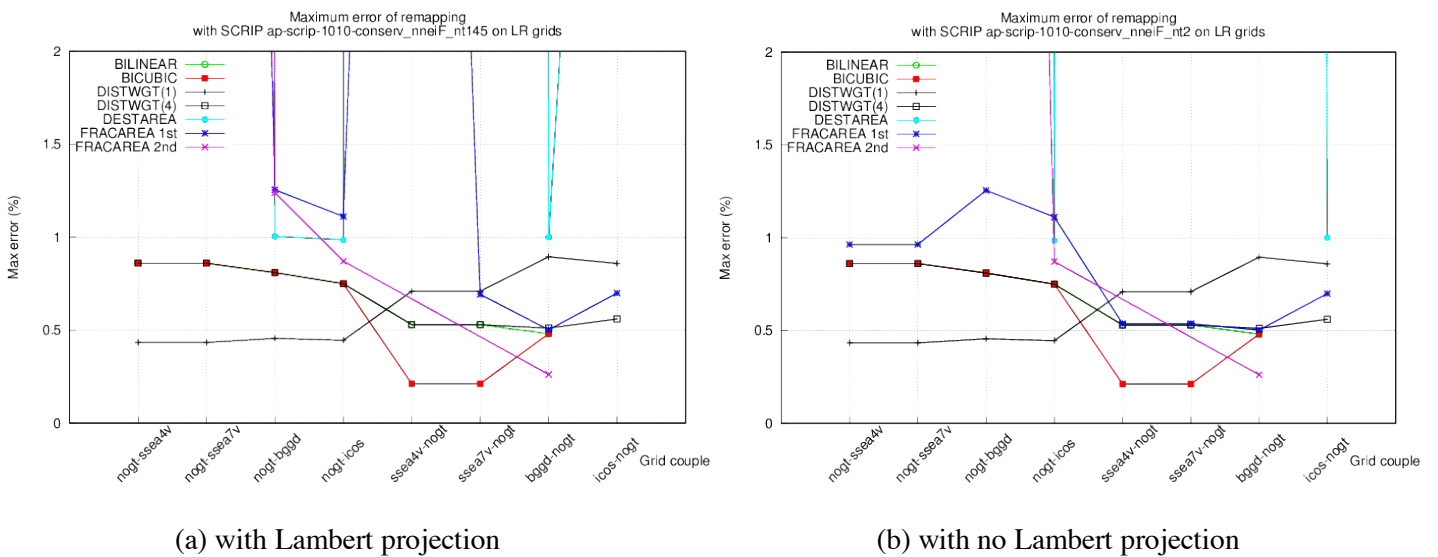 Maximum error of remapping
with SCRIP ap-scrip-1010-conserv_nneiF_nt145 on LR grids
2
1.5
1
0.5
0
Max error (%)
BILINEAR
BICUBIC
DISTWGT(1)
DISTWGT(4)
DESTAREA
FRACAREA 1st
FRACAREA 2nd
nogt-ssea4v
nogt-ssea7v
nogt-bggd
nogt-icos
ssea4v-nogt
ssea7v-nogt
bggd-nogt
icos-nogt
Grid couple
(a) with Lambert projection
Maximum error of remapping
with SCRIP ap-scrip-1010-conserv_nneiF_nt2 on LR grids
2
1.5
1
0.5
0
Max error (%)
BILINEAR
BICUBIC
DISTWGT(1)
DISTWGT(4)
DESTAREA
FRACAREA 1st
FRACAREA 2nd
nogt-ssea4v
nogt-ssea7v
nogt-bggd
nogt-icos
ssea4v-nogt
ssea7v-nogt
bggd-nogt
icos-nogt
Grid couple
(b) with no Lambert projection